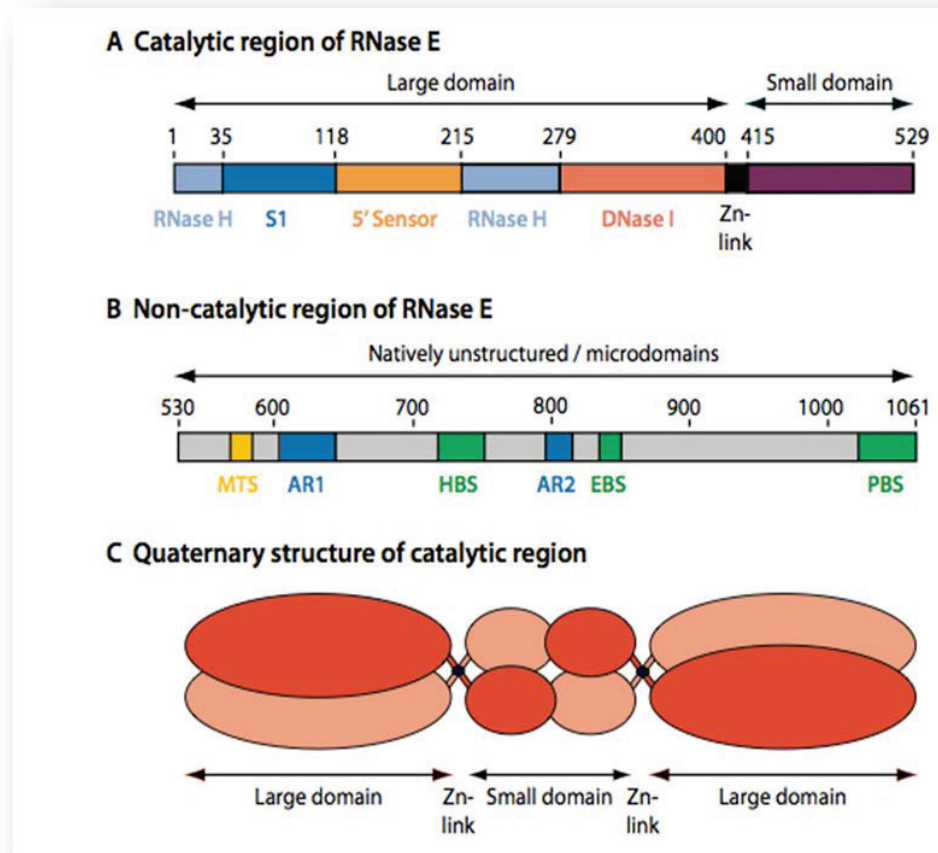 A Catalytic region of RNase E
Large domain
Small domain
1 35 118 215 279 400 415 529
RNase H S1 5' Sensor RNase H DNase I Zn-
link
B Non-catalytic region of RNase E
Natively unstructured / microdomains
530 600 700 800 900 1000 1061
MTS AR1 HBS AR2 EBS PBS
C Quaternary structure of catalytic region
Large domain Zn- Small domain Zn- Large domain
link link